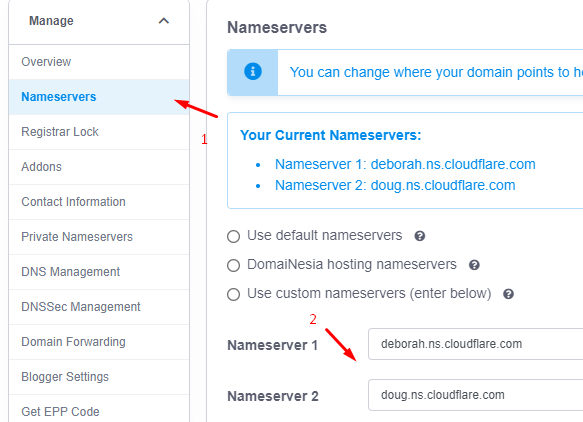 Manage
Overview
Nameservers
Registrar Lock
Addons
Contact Information
Private Nameservers
DNS Management
DNSSec Management
Domain Forwarding
Blogger Settings
Get EPP Code
1
Nameservers
You can change where your domain points to he
Your Current Nameservers:
Nameserver 1: deborah.ns.cloudflare.com
Nameserver 2: doug.ns.cloudflare.com
Use default nameservers
DomaiNesia hosting nameservers
Use custom nameservers (enter below)
2
Nameserver 1 deborah.ns.cloudflare.com
Nameserver 2 doug.ns.cloudflare.com